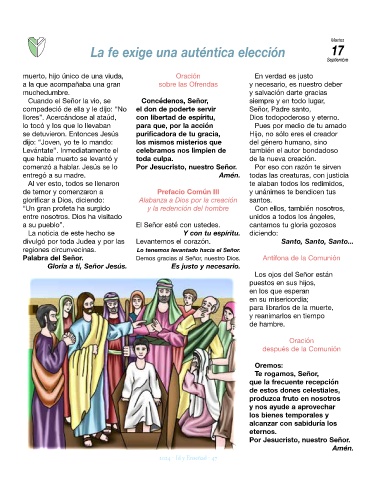 La fe exige una auténtica elección
Martes
17
Septiembre
muerto, hijo único de una viuda,
a la que acompañaba una gran
muchedumbre.
Cuando el Señor la vio, se
compadeció de ella y le dijo: “No
llores”. Acercándose al ataúd,
lo tocó y los que lo llevaban
se detuvieron. Entonces Jesús
dijo: “Joven, yo te lo mando:
Levántate”. Inmediatamente el
que había muerto se levantó y
comenzó a hablar. Jesús se lo
entregó a su madre.
Al ver esto, todos se llenaron
de temor y comenzaron a
glorificar a Dios, diciendo:
“Un gran profeta ha surgido
entre nosotros. Dios ha visitado
a su pueblo”.
La noticia de este hecho se
divulgó por toda Judea y por las
regiones circunvecinas.
Palabra del Señor.
Gloria a ti, Señor Jesús.
Oración
sobre las Ofrendas
Concédenos, Señor,
el don de poderte servir
con libertad de espíritu,
para que, por la acción
purificadora de tu gracia,
los mismos misterios que
celebramos nos limpien de
toda culpa.
Por Jesucristo, nuestro Señor.
Amén.
Prefacio Común III
Alabanza a Dios por la creación
y la redención del hombre
El Señor esté con ustedes.
Y con tu espíritu.
Levantemos el corazón.
Lo tenemos levantado hacia el Señor.
Demos gracias al Señor, nuestro Dios.
Es justo y necesario.
En verdad es justo
y necesario, es nuestro deber
y salvación darte gracias
siempre y en todo lugar,
Señor, Padre santo,
Dios todopoderoso y eterno.
Pues por medio de tu amado
Hijo, no sólo eres el creador
del género humano, sino
también el autor bondadoso
de la nueva creación.
Por eso con razón te sirven
todas las creaturas, con justicia
te alaban todos los redimidos,
y unánimes te bendicen tus
santos.
Con ellos, también nosotros,
unidos a todos los ángeles,
cantamos tu gloria gozosos
diciendo:
Santo, Santo, Santo...
Antífona de la Comunión
Los ojos del Señor están
puestos en sus hijos,
en los que esperan
en su misericordia;
para librarlos de la muerte,
y reanimarlos en tiempo
de hambre.
Oración
después de la Comunión
Oremos:
Te rogamos, Señor,
que la frecuente recepción
de estos dones celestiales,
produzca fruto en nosotros
y nos ayude a aprovechar
los bienes temporales y
alcanzar con sabiduría los
eternos.
Por Jesucristo, nuestro Señor.
Amén.